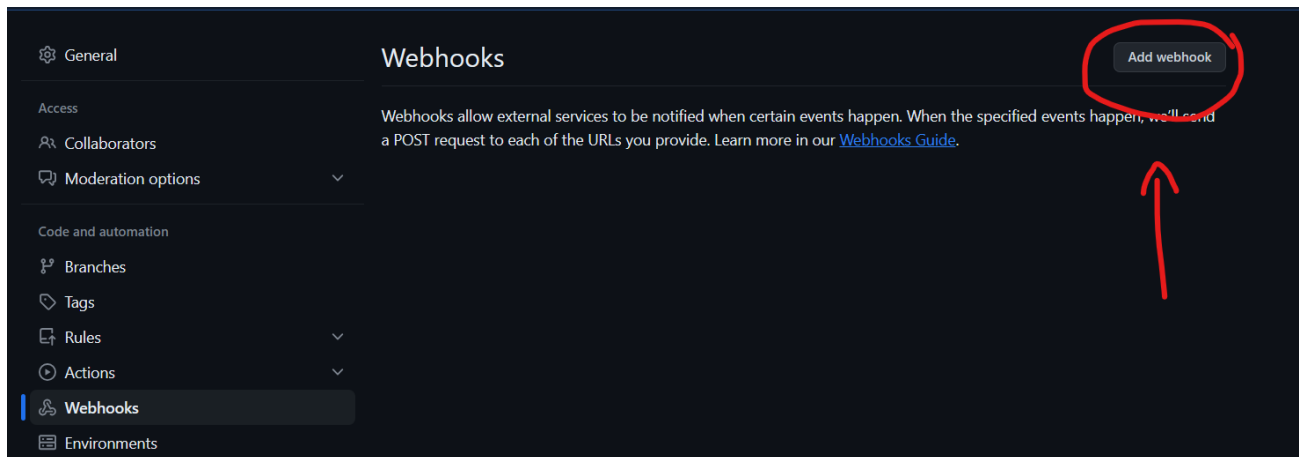 General
Access
Collaborators
Moderation options
Code and automation
Branches
Tags
Rules
Actions
Webhooks
Environments
Webhooks
Add webhook
Webhooks allow external services to be notified when certain events happen. When the specified events happen, we'll send
a POST request to each of the URLs you provide. Learn more in our Webhooks Guide.